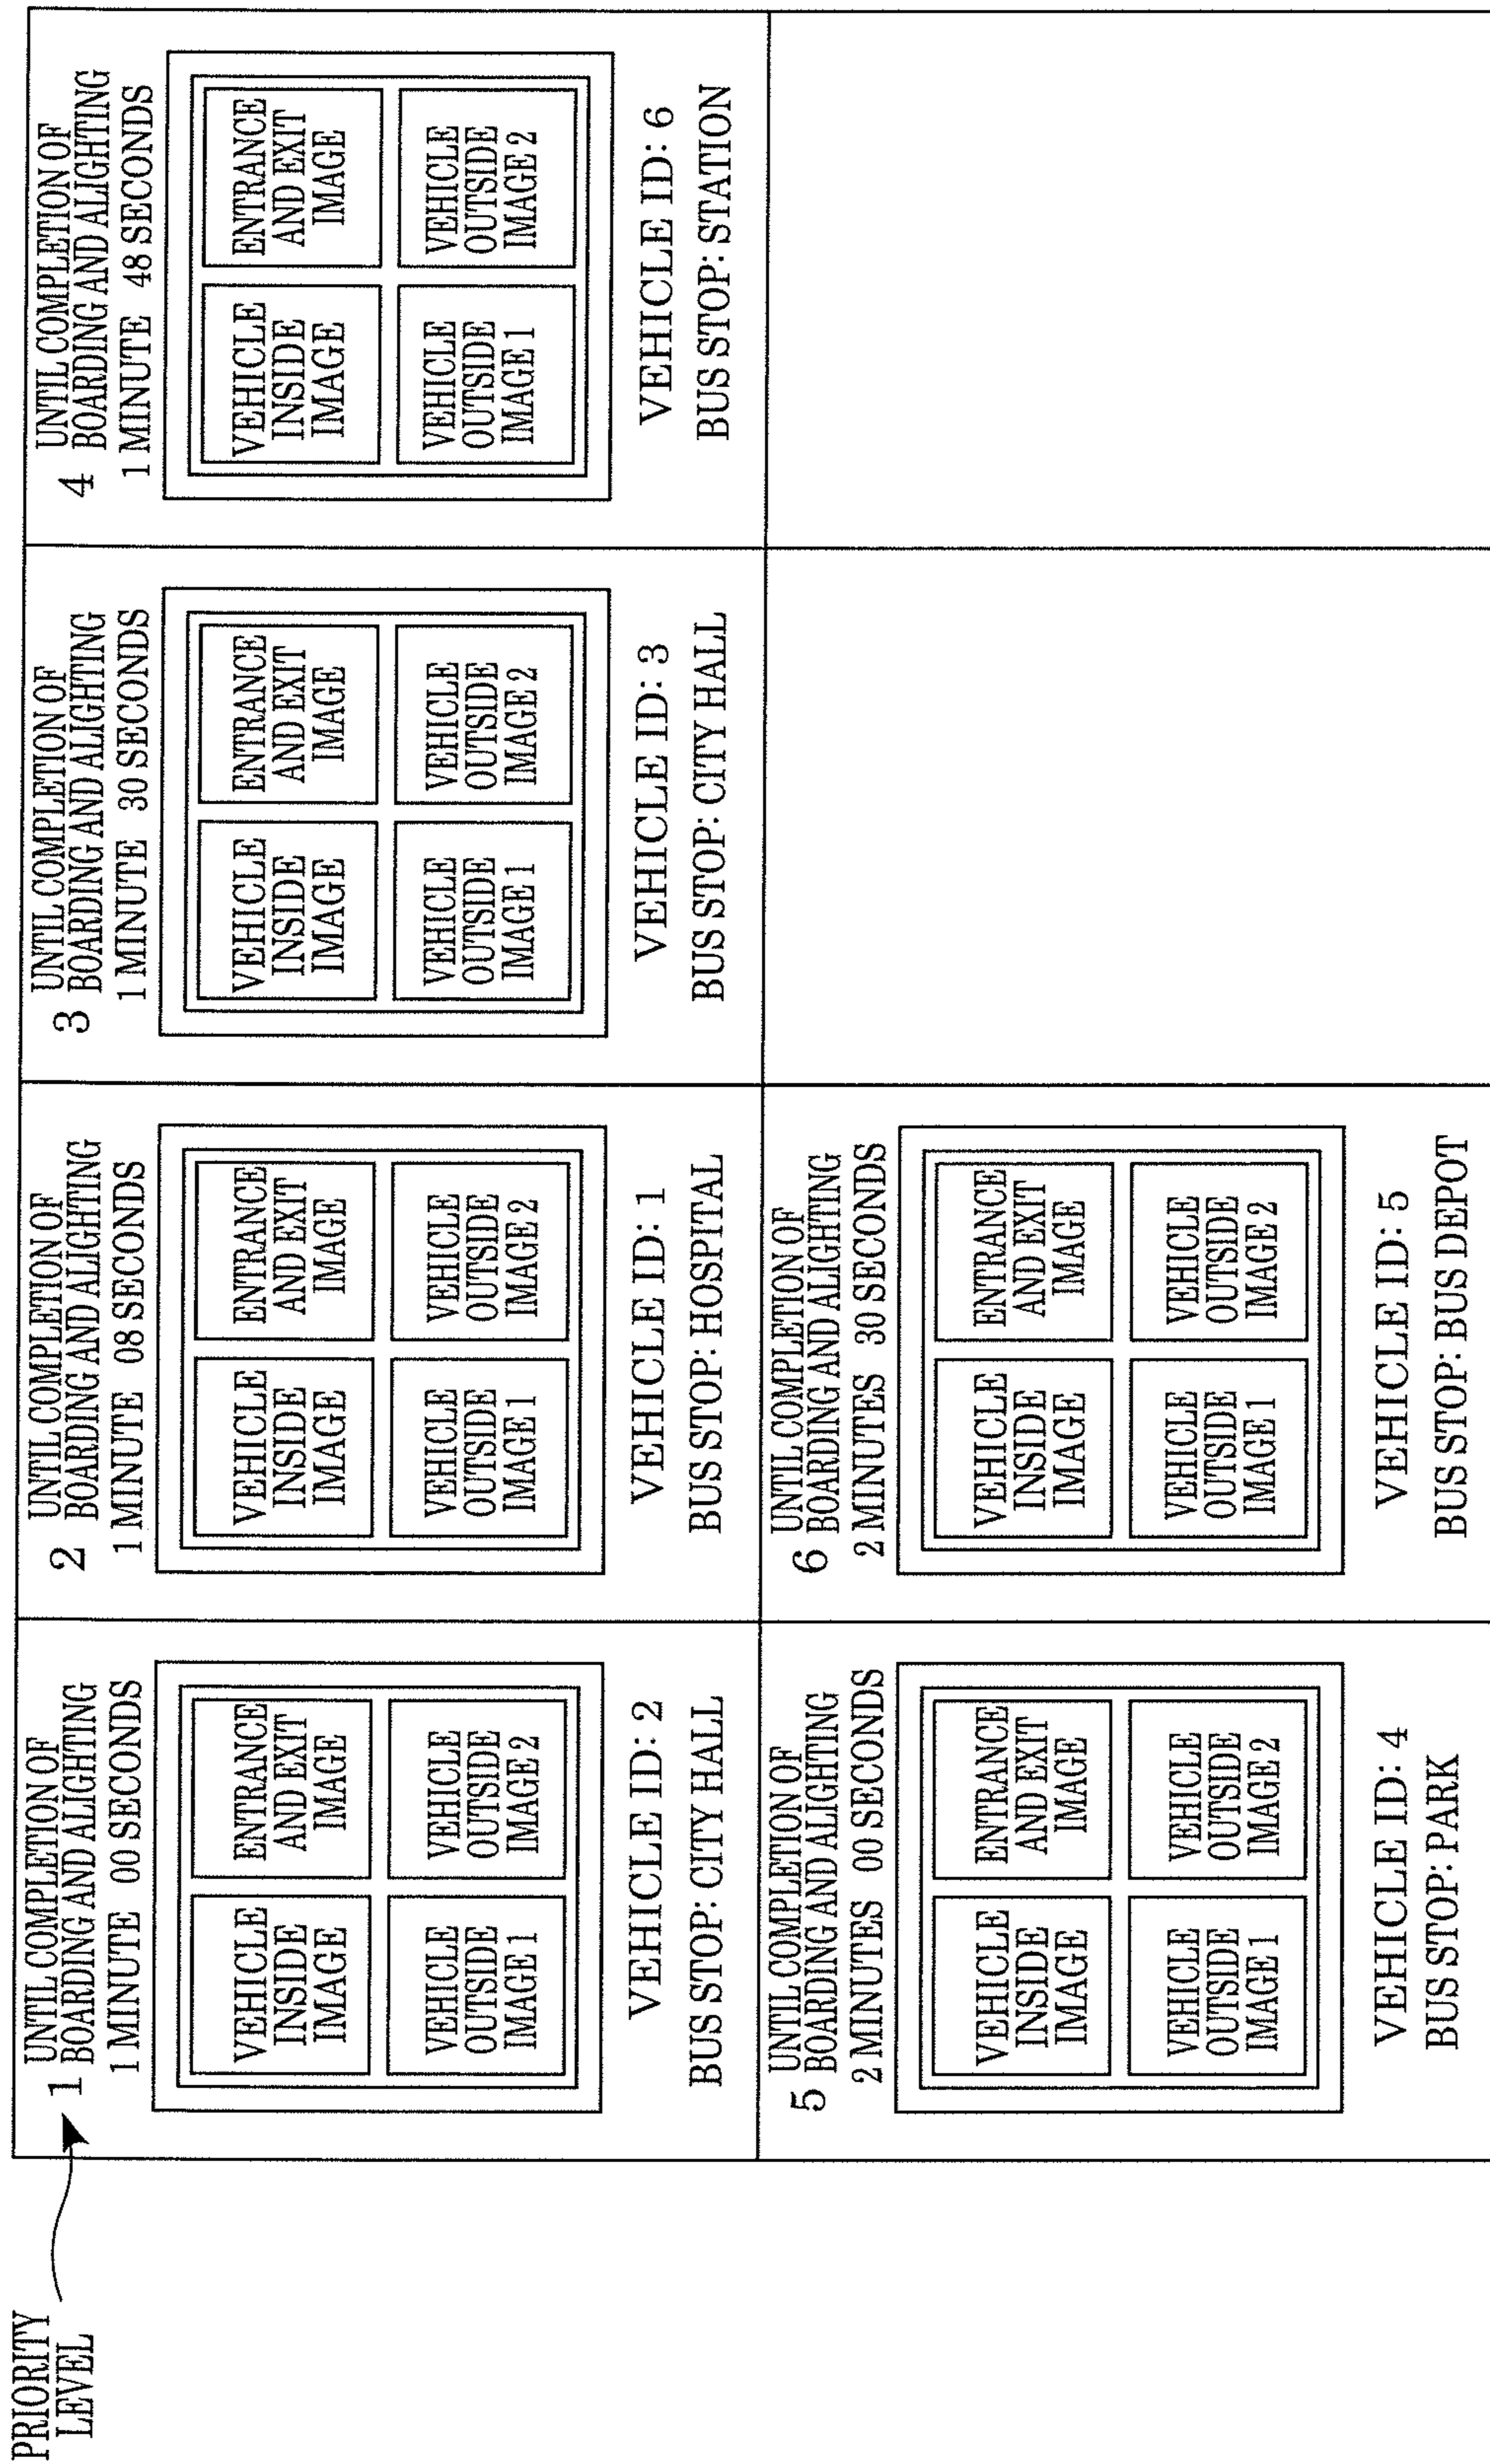 PRIORITY
LEVEL
1
UNTIL COMPLETION OF
BOARDING AND ALIGHTING
1 MINUTE 00 SECONDS
VEHICLE
INSIDE
IMAGE
ENTRANCE
AND EXIT
IMAGE
VEHICLE
OUTSIDE
IMAGE 1
VEHICLE
OUTSIDE
IMAGE 2
VEHICLE ID: 2
BUS STOP: CITY HALL
2
UNTIL COMPLETION OF
BOARDING AND ALIGHTING
1 MINUTE 08 SECONDS
VEHICLE
INSIDE
IMAGE
ENTRANCE
AND EXIT
IMAGE
VEHICLE
OUTSIDE
IMAGE 1
VEHICLE
OUTSIDE
IMAGE 2
VEHICLE ID: 1
BUS STOP: HOSPITAL
3
UNTIL COMPLETION OF
BOARDING AND ALIGHTING
1 MINUTE 30 SECONDS
VEHICLE
INSIDE
IMAGE
ENTRANCE
AND EXIT
IMAGE
VEHICLE
OUTSIDE
IMAGE 1
VEHICLE
OUTSIDE
IMAGE 2
VEHICLE ID: 3
BUS STOP: CITY HALL
4
UNTIL COMPLETION OF
BOARDING AND ALIGHTING
1 MINUTE 48 SECONDS
VEHICLE
INSIDE
IMAGE
ENTRANCE
AND EXIT
IMAGE
VEHICLE
OUTSIDE
IMAGE 1
VEHICLE
OUTSIDE
IMAGE 2
VEHICLE ID: 6
BUS STOP: STATION
5
UNTIL COMPLETION OF
BOARDING AND ALIGHTING
2 MINUTES 00 SECONDS
VEHICLE
INSIDE
IMAGE
ENTRANCE
AND EXIT
IMAGE
VEHICLE
OUTSIDE
IMAGE 1
VEHICLE
OUTSIDE
IMAGE 2
VEHICLE ID: 4
BUS STOP: PARK
6
UNTIL COMPLETION OF
BOARDING AND ALIGHTING
2 MINUTES 30 SECONDS
VEHICLE
INSIDE
IMAGE
ENTRANCE
AND EXIT
IMAGE
VEHICLE
OUTSIDE
IMAGE 1
VEHICLE
OUTSIDE
IMAGE 2
VEHICLE ID: 5
BUS STOP: BUS DEPOT